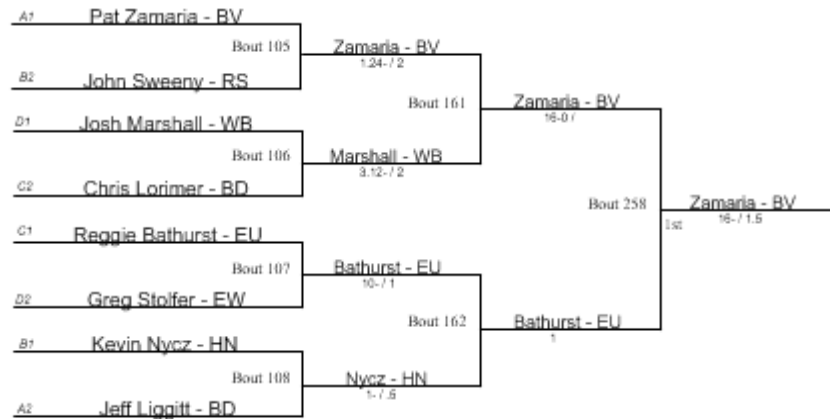 A1 Pat Zamaria - BV
Bout 105 Zamaria - BV
1.24- / 2
B2 John Sweeny - RS
Bout 161 Zamaria - BV
16-0 /
D1 Josh Marshall - WB
Bout 106 Marshall - WB
3.12- / 2
C2 Chris Lorimer - BD
Bout 258 Zamaria - BV
1st 16- / 1.5
C1 Reggie Bathurst - EU
Bout 107 Bathurst - EU
10- / 1
D2 Greg Stolfer - EW
Bout 162 Bathurst - EU
1
B1 Kevin Nycz - HN
Bout 108 Nycz - HN
1- / .5
A2 Jeff Liggitt - BD